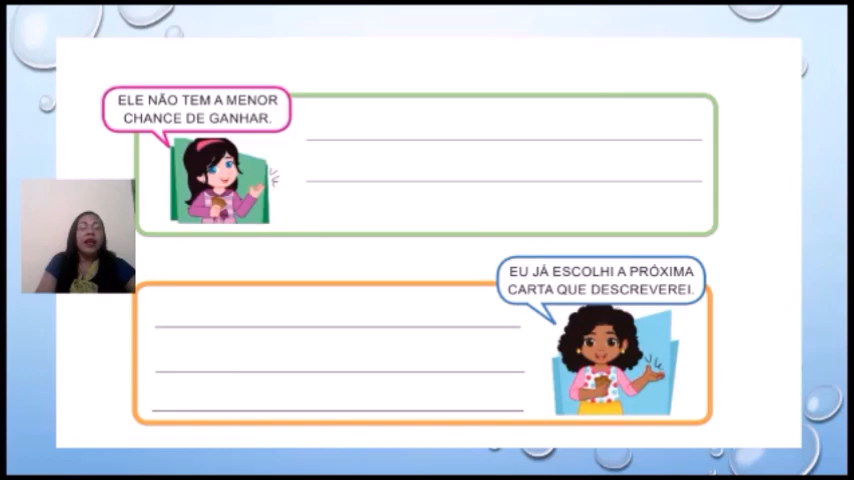 ELE NÃO TEM A MENOR
CHANCE DE GANHAR.
EU JÁ ESCOLHI A PRÓXIMA
CARTA QUE DESCREVEREI.